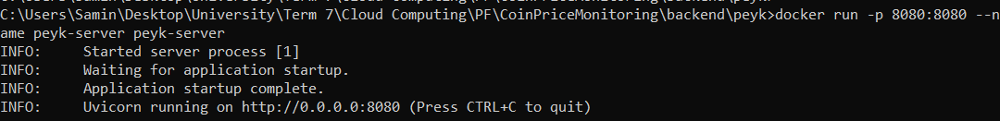 C:\Users\Samin\Desktop\University\Term 7\Cloud Computing\PF\CoinPriceMonitoring\backend\peyk>docker run -p 8080:8080 --n
ame peyk-server peyk-server
INFO:     Started server process [1]
INFO:     Waiting for application startup.
INFO:     Application startup complete.
INFO:     Uvicorn running on http://0.0.0.0:8080 (Press CTRL+C to quit)